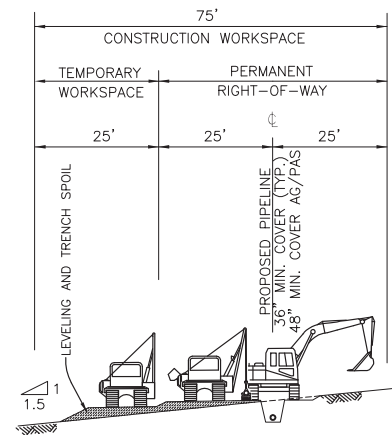 75'
CONSTRUCTION WORKSPACE
TEMPORARY
WORKSPACE
PERMANENT
RIGHT-OF-WAY
℄
25'
25'
25'
LEVELING AND TRENCH SPOIL
PROPOSED PIPELINE
36" MIN. COVER (TYP.)
48" MIN. COVER AG/PAS
1
1.5